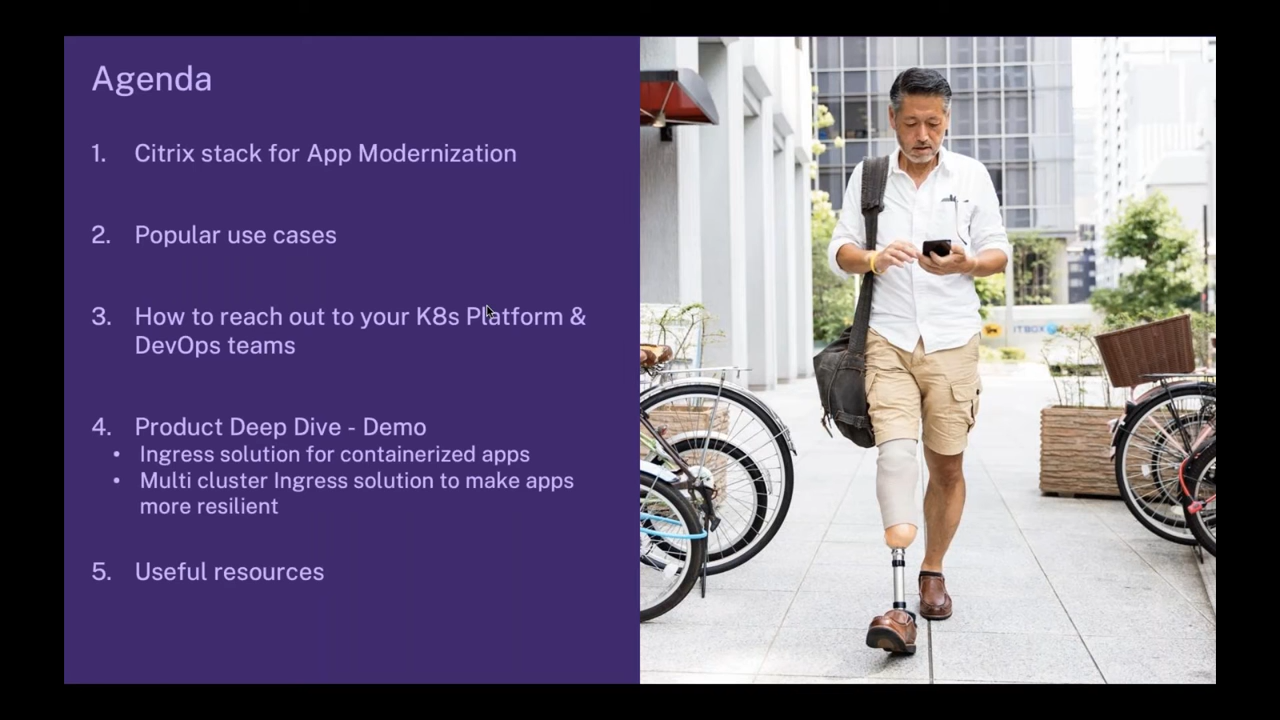 Agenda
1. Citrix stack for App Modernization
2. Popular use cases
3. How to reach out to your K8s Platform &
DevOps teams
4. Product Deep Dive - Demo
• Ingress solution for containerized apps
• Multi cluster Ingress solution to make apps
more resilient
5. Useful resources
ITBOX